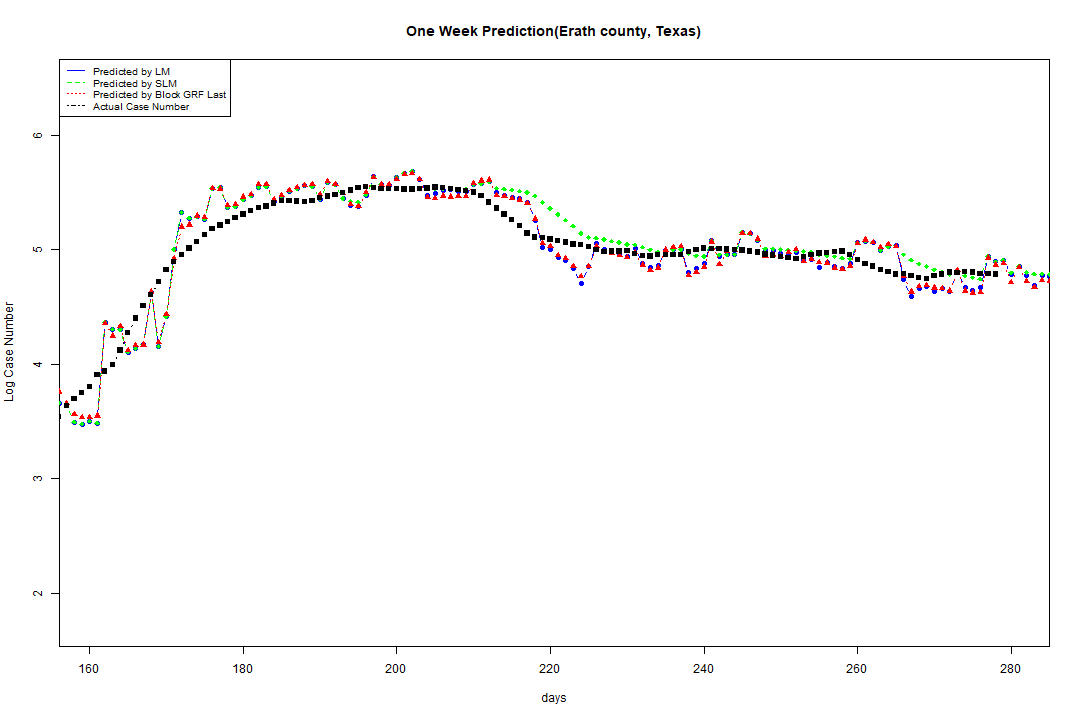 One Week Prediction(Erath county, Texas)
Predicted by LM
Predicted by SLM
Predicted by Block GRF Last
Actual Case Number
6
5
4
3
2
Log Case Number
160 180 200 220 240 260 280
days